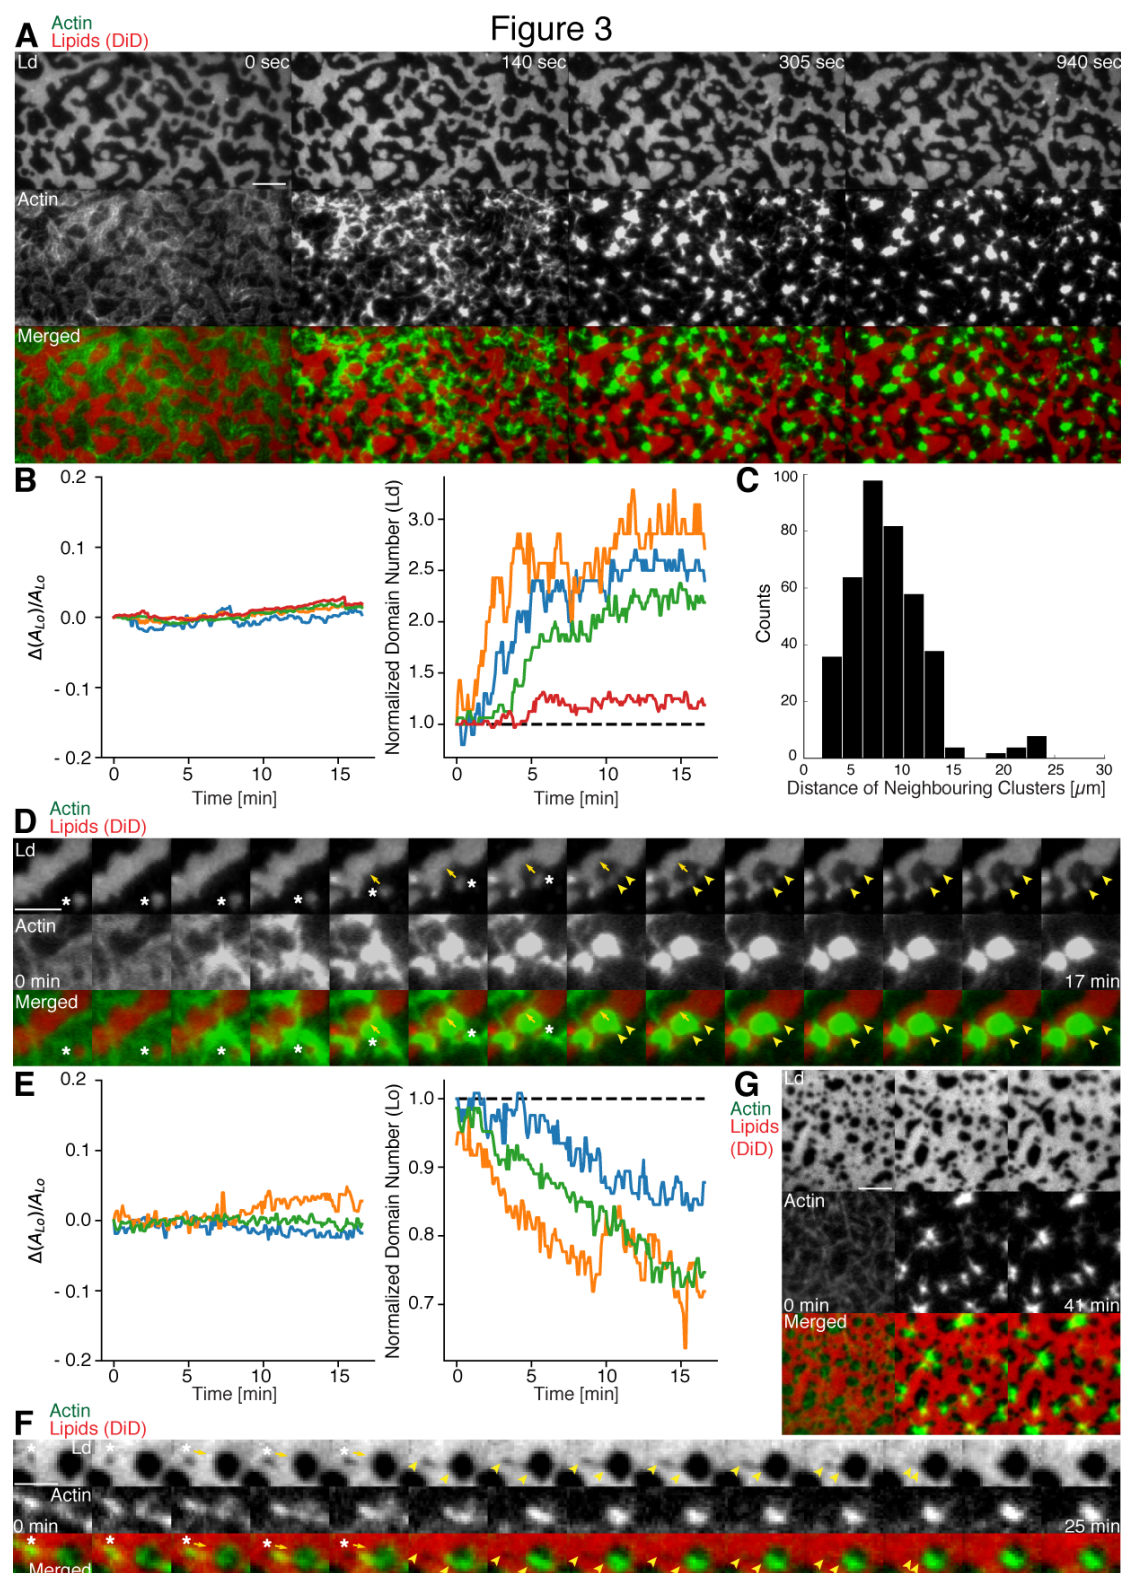 Figure 3
A
Actin
Lipids (DiD)
Ld
0 sec
140 sec
305 sec
940 sec
Actin
Merged
B
0.2
0.1
0.0
- 0.1
- 0.2
Δ(A_Lo)/A_Lo
0 5 10 15
Time [min]
3.0
2.5
2.0
1.5
1.0
Normalized Domain Number (Ld)
0 5 10 15
Time [min]
C
100
80
60
40
20
0
Counts
0 5 10 15 20 25 30
Distance of Neighbouring Clusters [µm]
D
Actin
Lipids (DiD)
Ld
* * * * * * *
Actin
0 min
17 min
Merged
* * * * * * *
E
0.2
0.1
0.0
- 0.1
- 0.2
Δ(A_Lo)/A_Lo
0 5 10 15
Time [min]
1.0
0.9
0.8
0.7
Normalized Domain Number (Lo)
0 5 10 15
Time [min]
G
Actin
Lipids
(DiD)
Ld
Actin
0 min
41 min
Merged
F
Actin
Lipids (DiD)
* * * * *
Ld
Actin
0 min
25 min
* * * * *
Merged